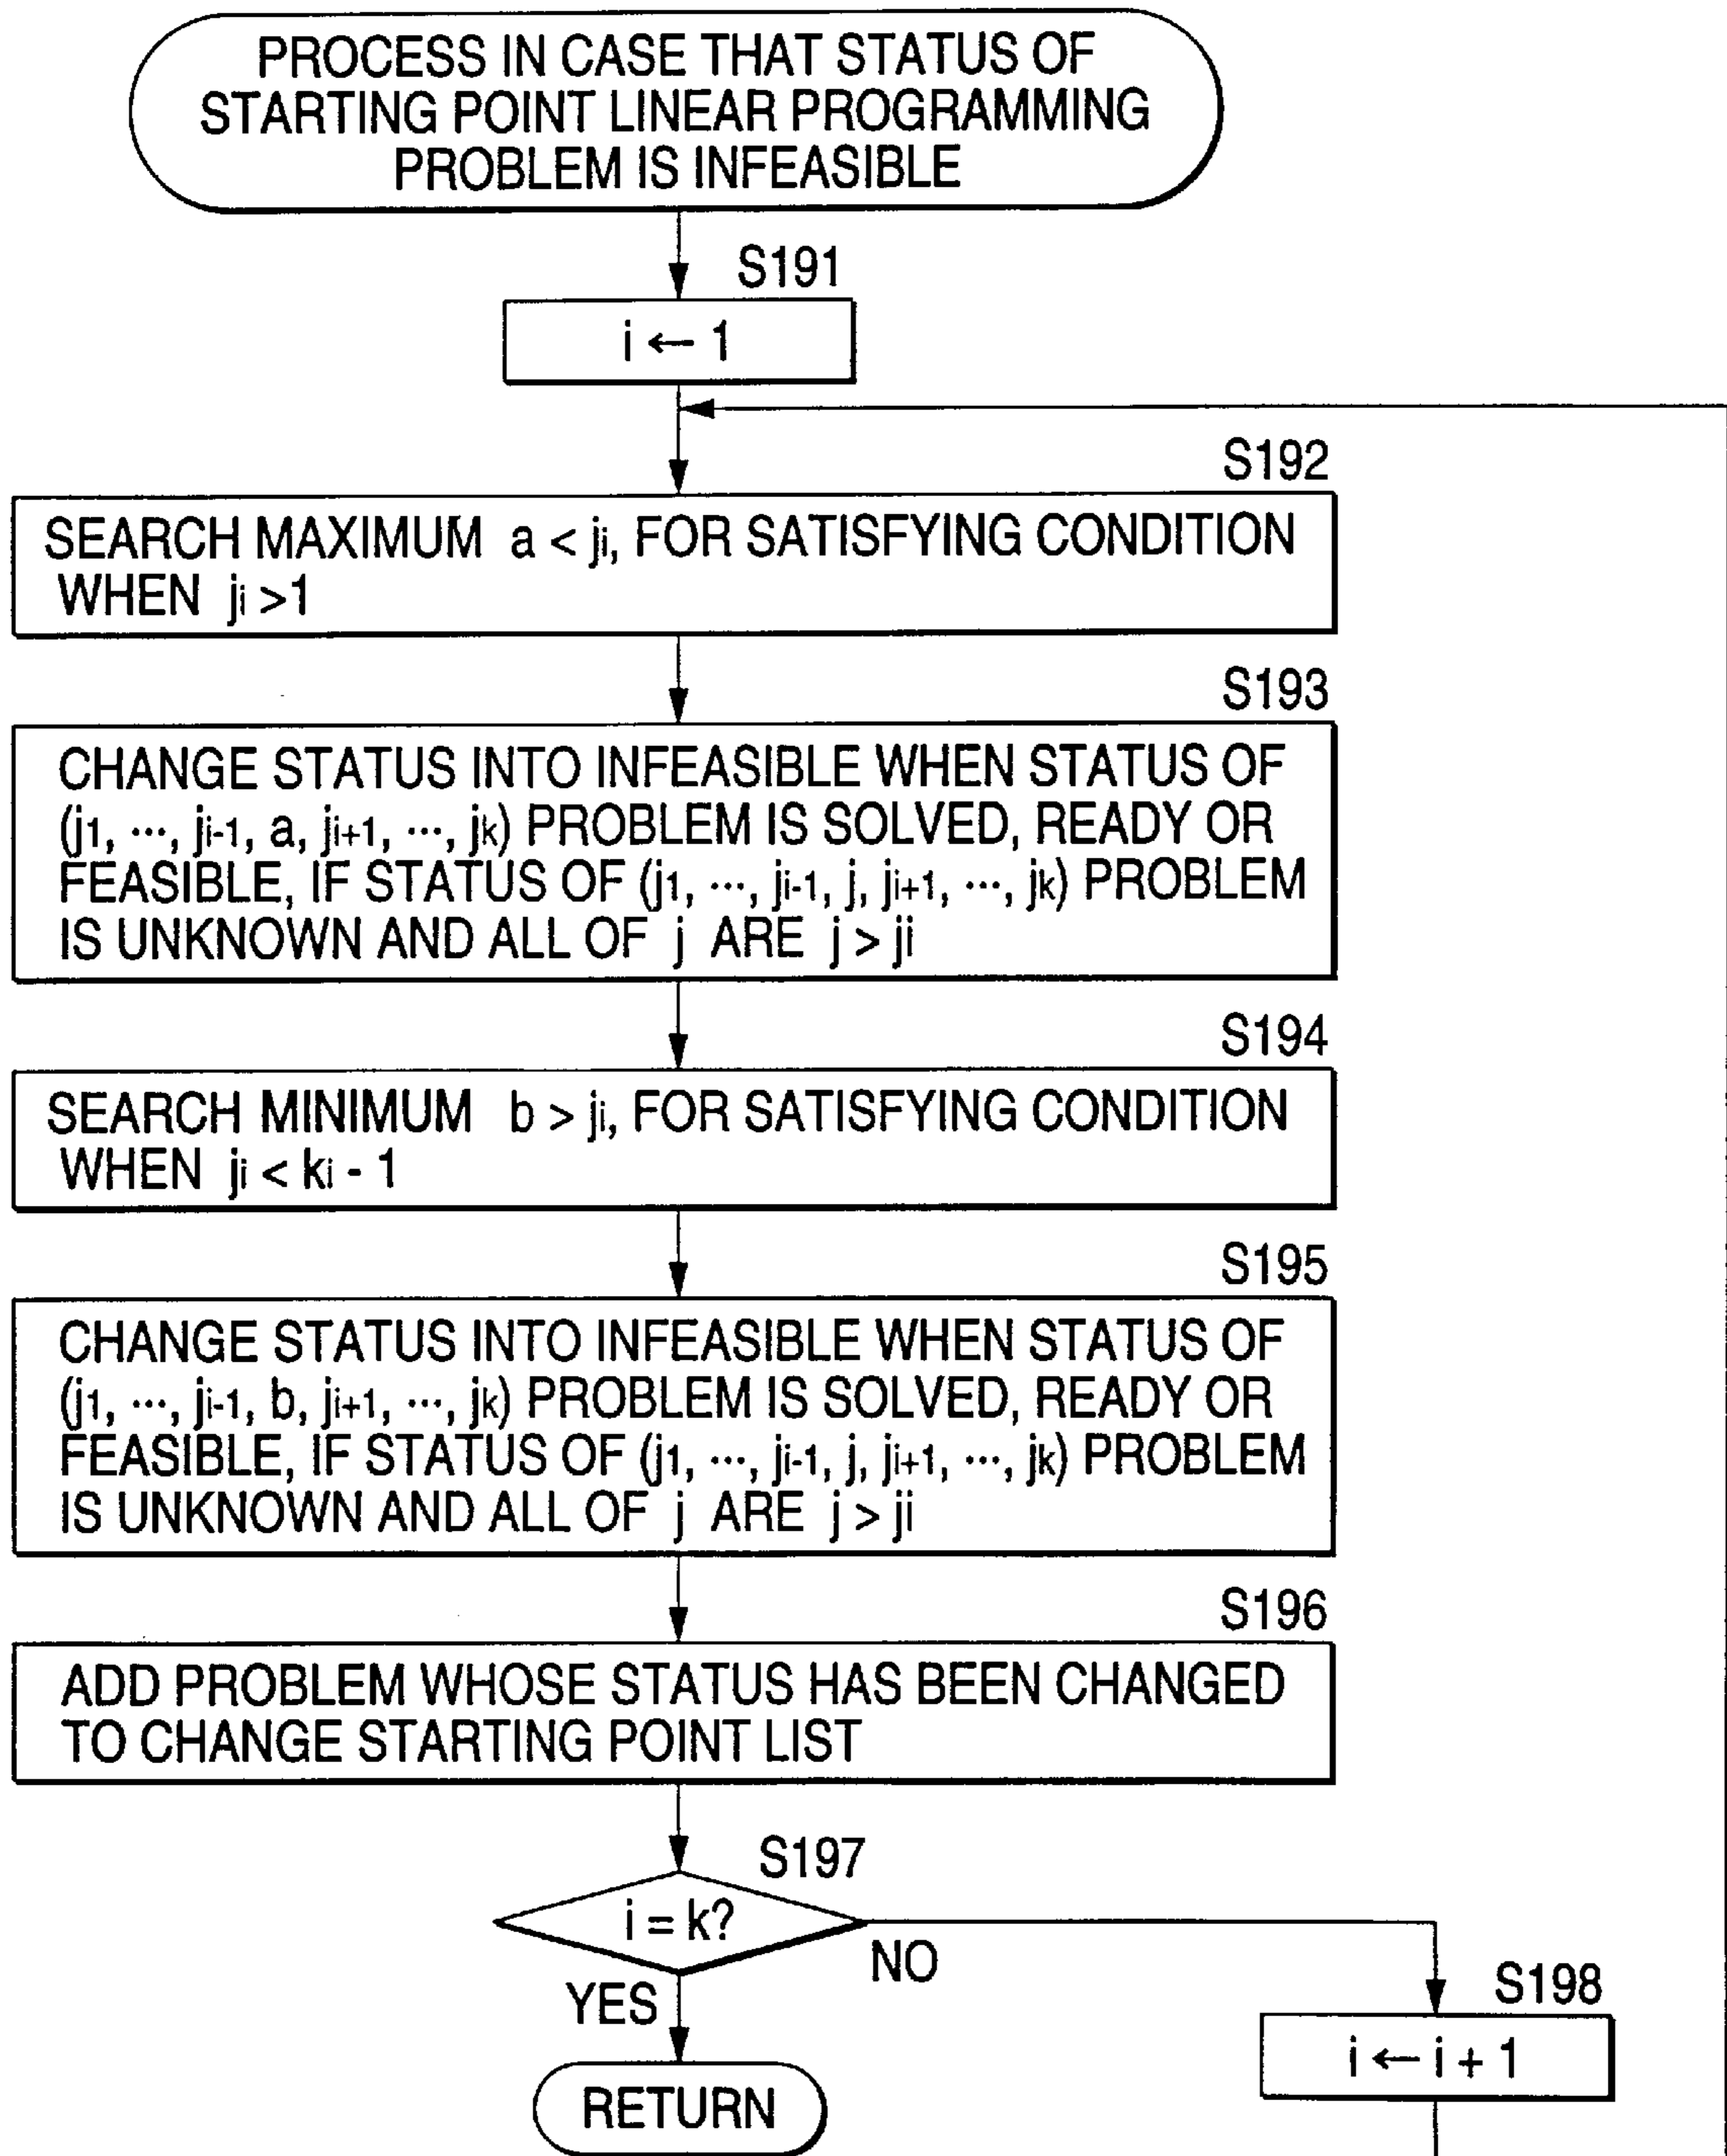 PROCESS IN CASE THAT STATUS OF
STARTING POINT LINEAR PROGRAMMING
PROBLEM IS INFEASIBLE
S191
i ← 1
S192
SEARCH MAXIMUM a < ji, FOR SATISFYING CONDITION
WHEN ji >1
S193
CHANGE STATUS INTO INFEASIBLE WHEN STATUS OF
(j1, ···, ji-1, a, ji+1, ···, jk) PROBLEM IS SOLVED, READY OR
FEASIBLE, IF STATUS OF (j1, ···, ji-1, j, ji+1, ···, jk) PROBLEM
IS UNKNOWN AND ALL OF j ARE j > ji
S194
SEARCH MINIMUM b > ji, FOR SATISFYING CONDITION
WHEN ji < ki - 1
S195
CHANGE STATUS INTO INFEASIBLE WHEN STATUS OF
(j1, ···, ji-1, b, ji+1, ···, jk) PROBLEM IS SOLVED, READY OR
FEASIBLE, IF STATUS OF (j1, ···, ji-1, j, ji+1, ···, jk) PROBLEM
IS UNKNOWN AND ALL OF j ARE j > ji
S196
ADD PROBLEM WHOSE STATUS HAS BEEN CHANGED
TO CHANGE STARTING POINT LIST
S197
i = k?
NO
YES
S198
i ← i + 1
RETURN